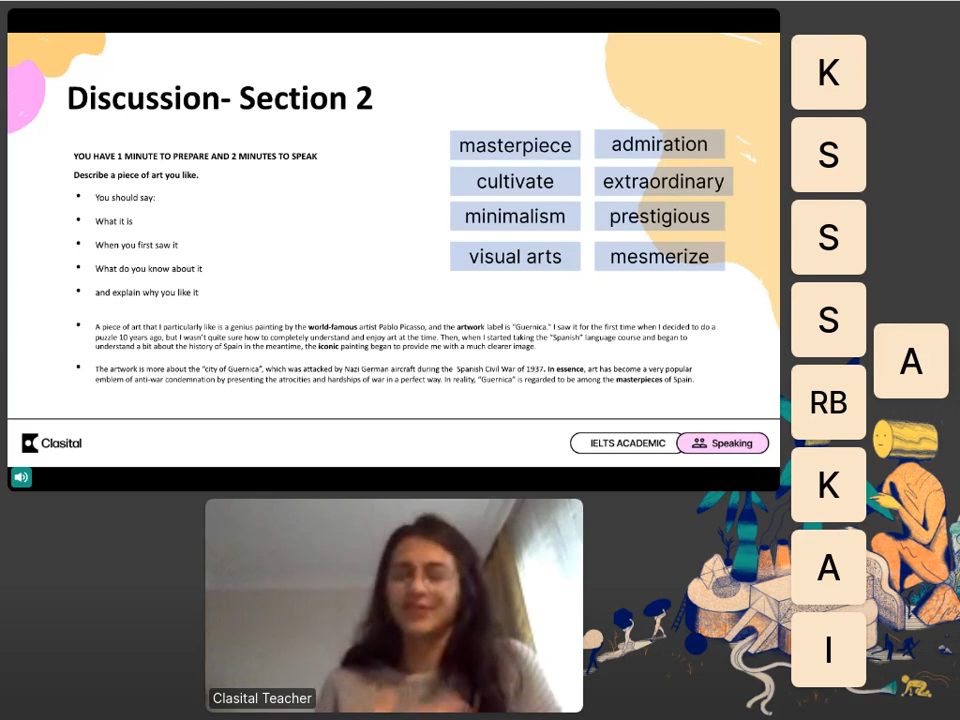 Discussion- Section 2
YOU HAVE 1 MINUTE TO PREPARE AND 2 MINUTES TO SPEAK
Describe a piece of art you like.
• You should say:
• What it is
• When you first saw it
• What do you know about it
• and explain why you like it
masterpiece
admiration
cultivate
extraordinary
minimalism
prestigious
visual arts
mesmerize
• A piece of art that I particularly like is a genius painting by the world-famous artist Pablo Picasso, and the artwork label is "Guernica." I saw it for the first time when I decided to do a
puzzle 10 years ago, but I wasn't quite sure how to completely understand and enjoy art at the time. Then, when I started taking the "Spanish" language course and began to
understand a bit about the history of Spain in the meantime, the iconic painting began to provide me with a much clearer image.
• The artwork is more about the "city of Guernica", which was attacked by Nazi German aircraft during the Spanish Civil War of 1937. In essence, art has become a very popular
emblem of anti-war condemnation by presenting the atrocities and hardships of war in a perfect way. In reality, "Guernica" is regarded to be among the masterpieces of Spain.
Clasital
IELTS ACADEMIC
Speaking
K
S
S
S
RB
A
K
A
I
Clasital Teacher